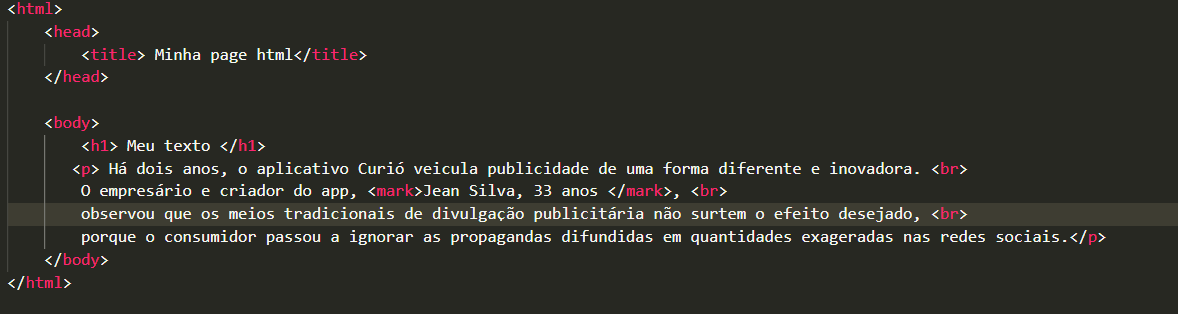 <html>
<head>
<title> Minha page html</title>
</head>
<body>
<h1> Meu texto </h1>
<p> Há dois anos, o aplicativo Curió veicula publicidade de uma forma diferente e inovadora. <br>
O empresário e criador do app, <mark>Jean Silva, 33 anos </mark>, <br>
observou que os meios tradicionais de divulgação publicitária não surtem o efeito desejado, <br>
porque o consumidor passou a ignorar as propagandas difundidas em quantidades exageradas nas redes sociais.</p>
</body>
</html>